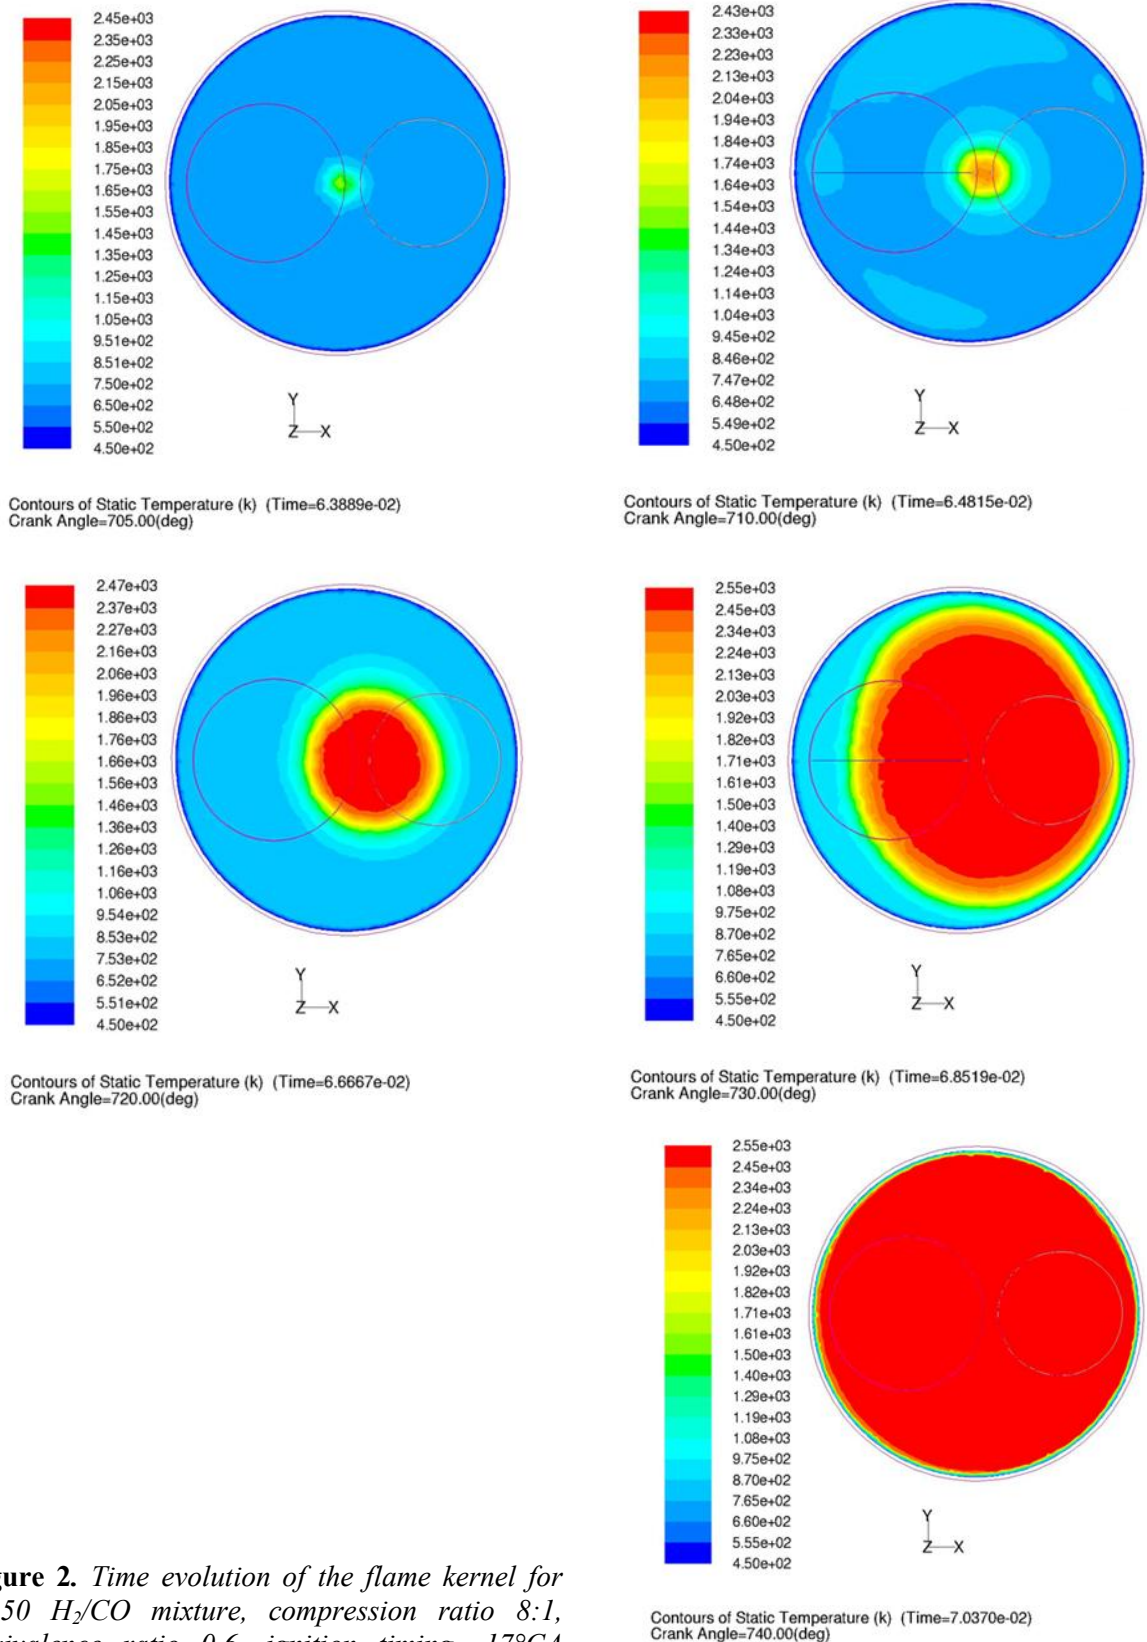 2.45e+03
2.35e+03
2.25e+03
2.15e+03
2.05e+03
1.95e+03
1.85e+03
1.75e+03
1.65e+03
1.55e+03
1.45e+03
1.35e+03
1.25e+03
1.15e+03
1.05e+03
9.51e+02
8.51e+02
7.50e+02
6.50e+02
5.50e+02
4.50e+02
Y
Z X
Contours of Static Temperature (k) (Time=6.3889e-02)
Crank Angle=705.00(deg)
2.43e+03
2.33e+03
2.23e+03
2.13e+03
2.04e+03
1.94e+03
1.84e+03
1.74e+03
1.64e+03
1.54e+03
1.44e+03
1.34e+03
1.24e+03
1.14e+03
1.04e+03
9.45e+02
8.46e+02
7.47e+02
6.48e+02
5.49e+02
4.50e+02
Y
Z X
Contours of Static Temperature (k) (Time=6.4815e-02)
Crank Angle=710.00(deg)
2.47e+03
2.37e+03
2.27e+03
2.16e+03
2.06e+03
1.96e+03
1.86e+03
1.76e+03
1.66e+03
1.56e+03
1.46e+03
1.36e+03
1.26e+03
1.16e+03
1.06e+03
9.54e+02
8.53e+02
7.53e+02
6.52e+02
5.51e+02
4.50e+02
Y
Z X
Contours of Static Temperature (k) (Time=6.6667e-02)
Crank Angle=720.00(deg)
2.55e+03
2.45e+03
2.34e+03
2.24e+03
2.13e+03
2.03e+03
1.92e+03
1.82e+03
1.71e+03
1.61e+03
1.50e+03
1.40e+03
1.29e+03
1.19e+03
1.08e+03
9.75e+02
8.70e+02
7.65e+02
6.60e+02
5.55e+02
4.50e+02
Y
Z X
Contours of Static Temperature (k) (Time=6.8519e-02)
Crank Angle=730.00(deg)
2.55e+03
2.45e+03
2.34e+03
2.24e+03
2.13e+03
2.03e+03
1.92e+03
1.82e+03
1.71e+03
1.61e+03
1.50e+03
1.40e+03
1.29e+03
1.19e+03
1.08e+03
9.75e+02
8.70e+02
7.65e+02
6.60e+02
5.55e+02
4.50e+02
Y
Z X
Contours of Static Temperature (k) (Time=7.0370e-02)
Crank Angle=740.00(deg)
gure 2. Time evolution of the flame kernel for
50 H₂/CO mixture, compression ratio 8:1,
ratio 0.6, ignition timing -17°CA